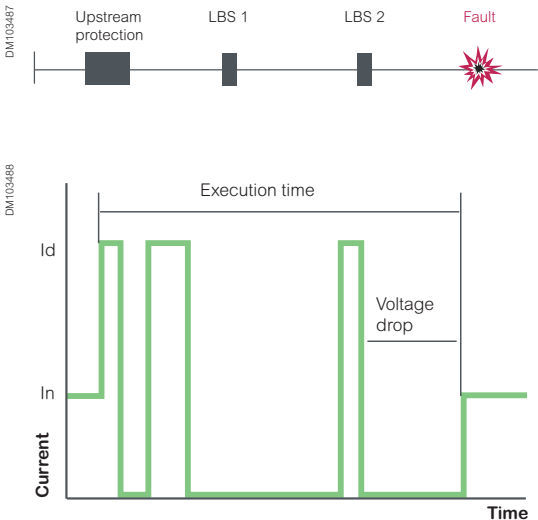 DM103487
Upstream
protection
LBS 1
LBS 2
Fault
DM103488
Execution time
Id
Voltage
drop
In
Current
Time